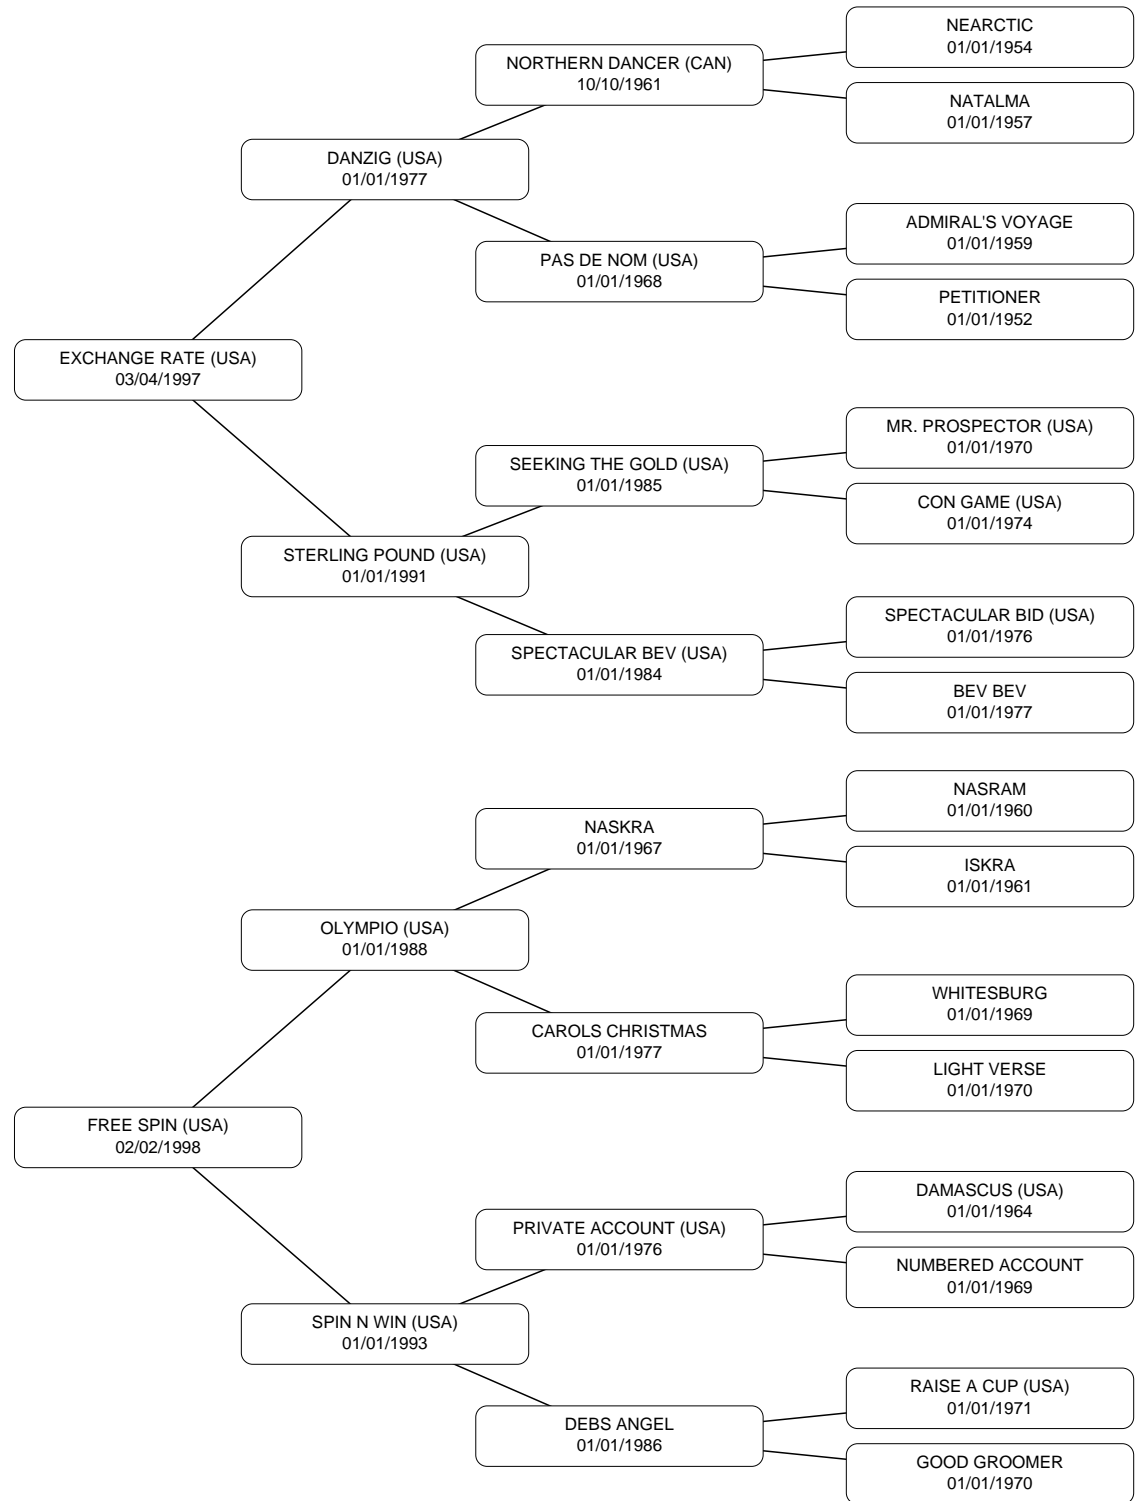 NEARCTIC
01/01/1954
NORTHERN DANCER (CAN)
10/10/1961
NATALMA
01/01/1957
DANZIG (USA)
01/01/1977
ADMIRAL'S VOYAGE
01/01/1959
PAS DE NOM (USA)
01/01/1968
PETITIONER
01/01/1952
EXCHANGE RATE (USA)
03/04/1997
MR. PROSPECTOR (USA)
01/01/1970
SEEKING THE GOLD (USA)
01/01/1985
CON GAME (USA)
01/01/1974
STERLING POUND (USA)
01/01/1991
SPECTACULAR BID (USA)
01/01/1976
SPECTACULAR BEV (USA)
01/01/1984
BEV BEV
01/01/1977
NASRAM
01/01/1960
NASKRA
01/01/1967
ISKRA
01/01/1961
OLYMPIO (USA)
01/01/1988
WHITESBURG
01/01/1969
CAROLS CHRISTMAS
01/01/1977
LIGHT VERSE
01/01/1970
FREE SPIN (USA)
02/02/1998
DAMASCUS (USA)
01/01/1964
PRIVATE ACCOUNT (USA)
01/01/1976
NUMBERED ACCOUNT
01/01/1969
SPIN N WIN (USA)
01/01/1993
RAISE A CUP (USA)
01/01/1971
DEBS ANGEL
01/01/1986
GOOD GROOMER
01/01/1970